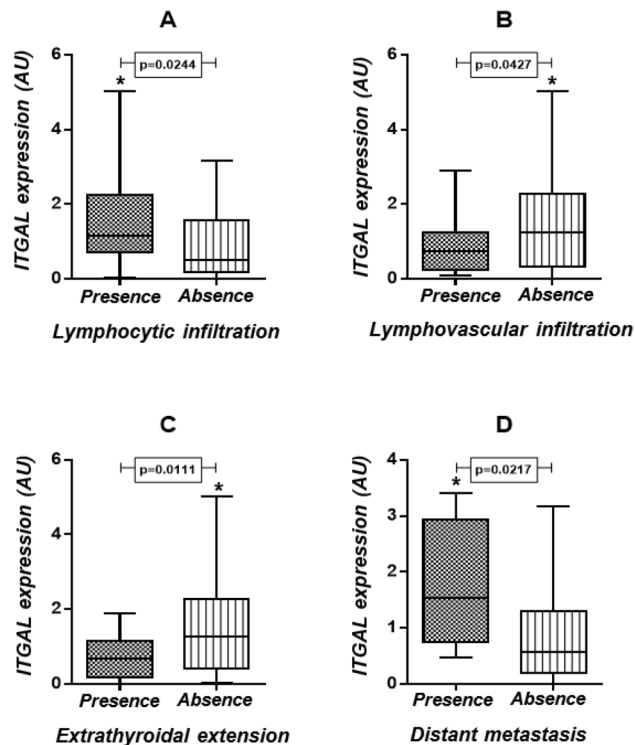 A
ITGAL expression (AU)
6
4
2
0
*
p=0.0244
Presence
Absence
Lymphocytic infiltration
B
ITGAL expression (AU)
6
4
2
0
p=0.0427
*
Presence
Absence
Lymphovascular infiltration
C
ITGAL expression (AU)
6
4
2
0
p=0.0111
*
Presence
Absence
Extrathyroidal extension
D
ITGAL expression (AU)
4
3
2
1
0
*
p=0.0217
Presence
Absence
Distant metastasis